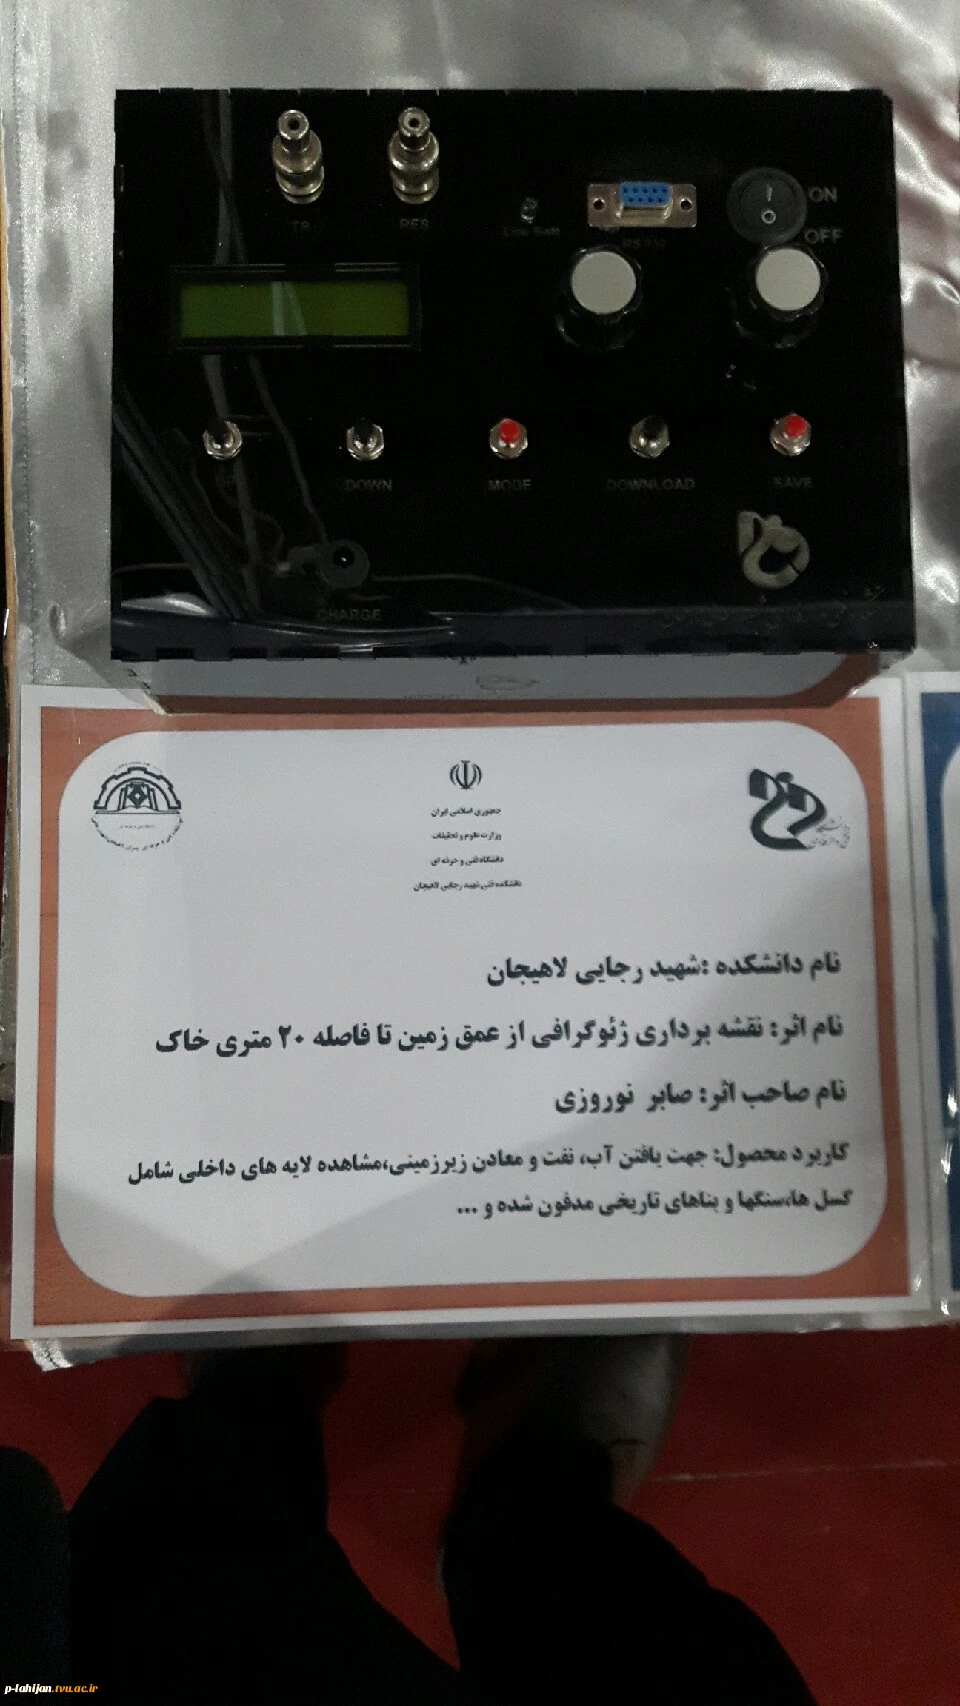 TR
RES
Low Batt
RS 232
ON
OFF
UP
DOWN
MODE
DOWNLOAD
SAVE
CHARGE
جمهوری اسلامی ایران
وزارت علوم و تحقیقات
دانشگاه فنی و حرفه ای
دانشکده فنی شهید رجایی لاهیجان
نام دانشکده :شهید رجایی لاهیجان
نام اثر: نقشه برداری ژئوگرافی از عمق زمین تا فاصله ۲۰ متری خاک
نام صاحب اثر: صابر نوروزی
کاربرد محصول: جهت یافتن آب، نفت و معادن زیرزمینی،مشاهده لایه های داخلی شامل
گسل ها،سنگها و بناهای تاریخی مدفون شده و ...
p-lahijan.tvu.ac.ir